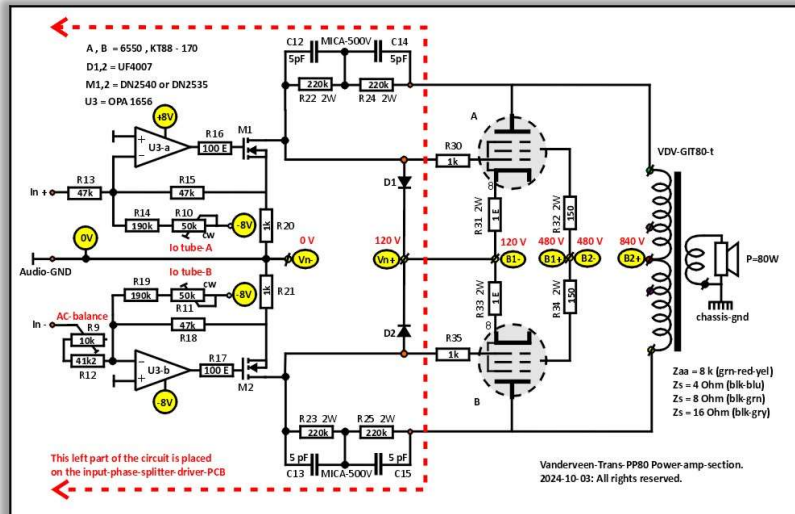 A , B = 6550 , KT88 - 170
D1,2 = UF4007
M1,2 = DN2540 or DN2535
U3 = OPA 1656
C12
MICA-500V
C14
5pF
5pF
220k
220k
R22 2W
R24 2W
+8V
R16
M1
A
U3-a
100 E
R30
1k
VDV-GIT80-t
R13
R15
In +
47k
47k
D1
8
R14
R10
190k
50k
-8V
cw
R20
1k
R31 2W
1 E
R32 2W
150
0V
Io tube-A
0 V
120 V
120 V
480 V
480 V
840 V
Vn-
Vn+
B1-
B1+
B2-
B2+
P=80W
Audio-GND
Io tube-B
R19
cw
-8V
R21
1k
190k
50k
R11
R33 2W
1 E
R34 2W
150
chassis-gnd
In -
AC-balance
R9
47k
R18
10k
D2
8
R35
41k2
R12
R17
1k
U3-b
100 E
M2
B
Zaa = 8 k (grn-red-yel)
Zs = 4 Ohm (blk-blu)
Zs = 8 Ohm (blk-grn)
Zs = 16 Ohm (blk-gry)
-8V
R23 2W
R25 2W
220k
220k
This left part of the circuit is placed
on the input-phase-splitter-driver-PCB
5 pF
5 pF
C13
MICA-500V
C15
Vanderveen-Trans-PP80 Power-amp-section.
2024-10-03: All rights reserved.